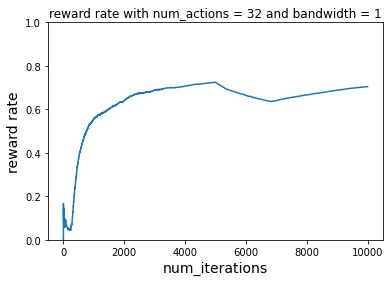 reward rate with num_actions = 32 and bandwidth = 1
1.0
0.8
0.6
0.4
0.2
0.0
reward rate
0 2000 4000 6000 8000 10000
num_iterations